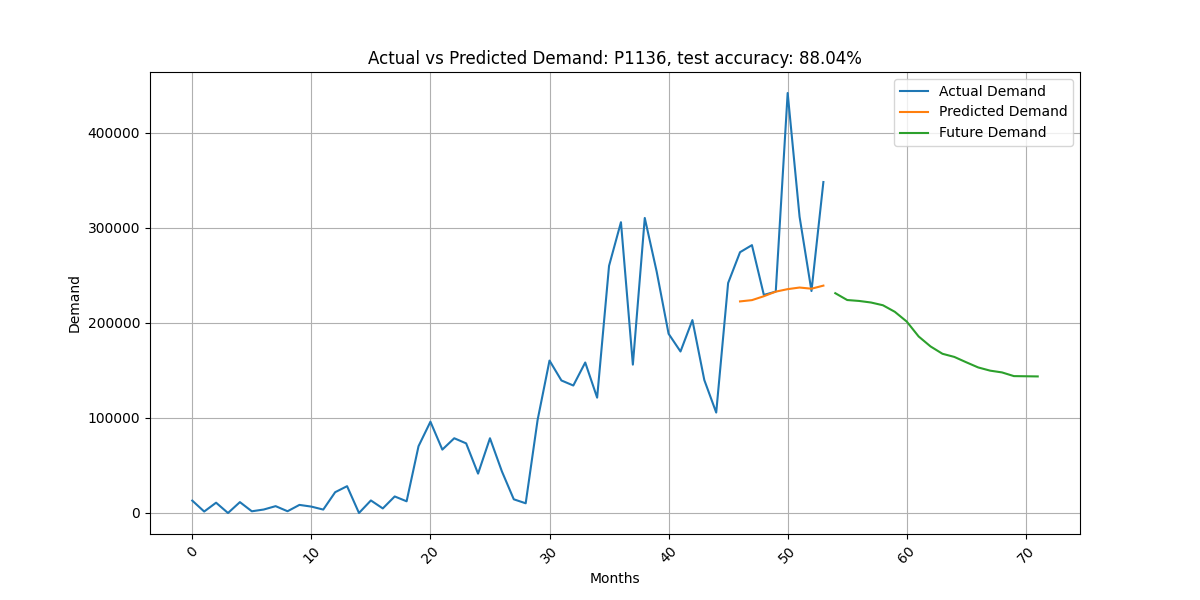 Actual vs Predicted Demand: P1136, test accuracy: 88.04%
Actual Demand
Predicted Demand
Future Demand
400000
300000
200000
100000
0
Demand
0 10 20 30 40 50 60 70
Months